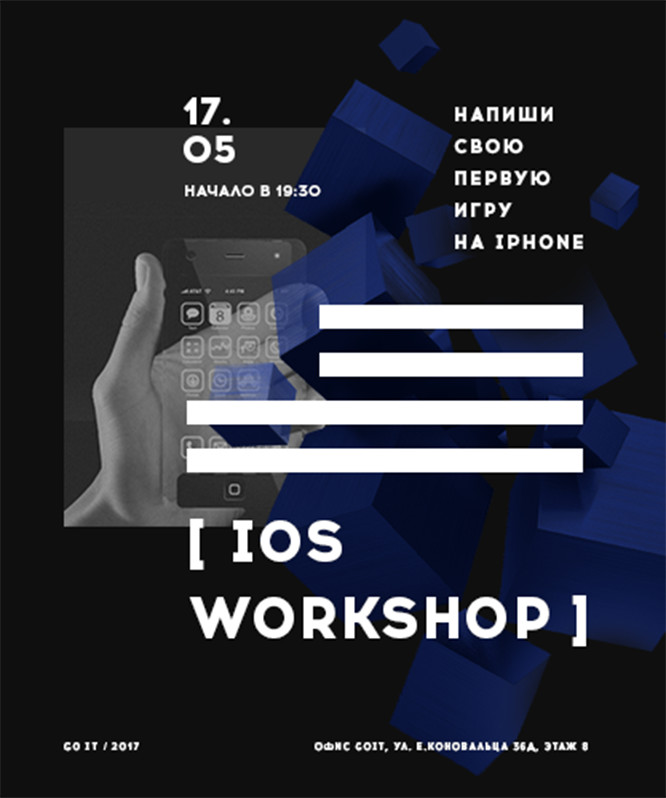 17.
05
НАЧАЛО В 19:30
НАПИШИ
СВОЮ
ПЕРВУЮ
ИГРУ
НА IPHONE
8
[ IOS
WORKSHOP ]
GO IT / 2017
ОФИС GOIT, УЛ. Е.КОНОВАЛЬЦА 36Д, ЭТАЖ 8